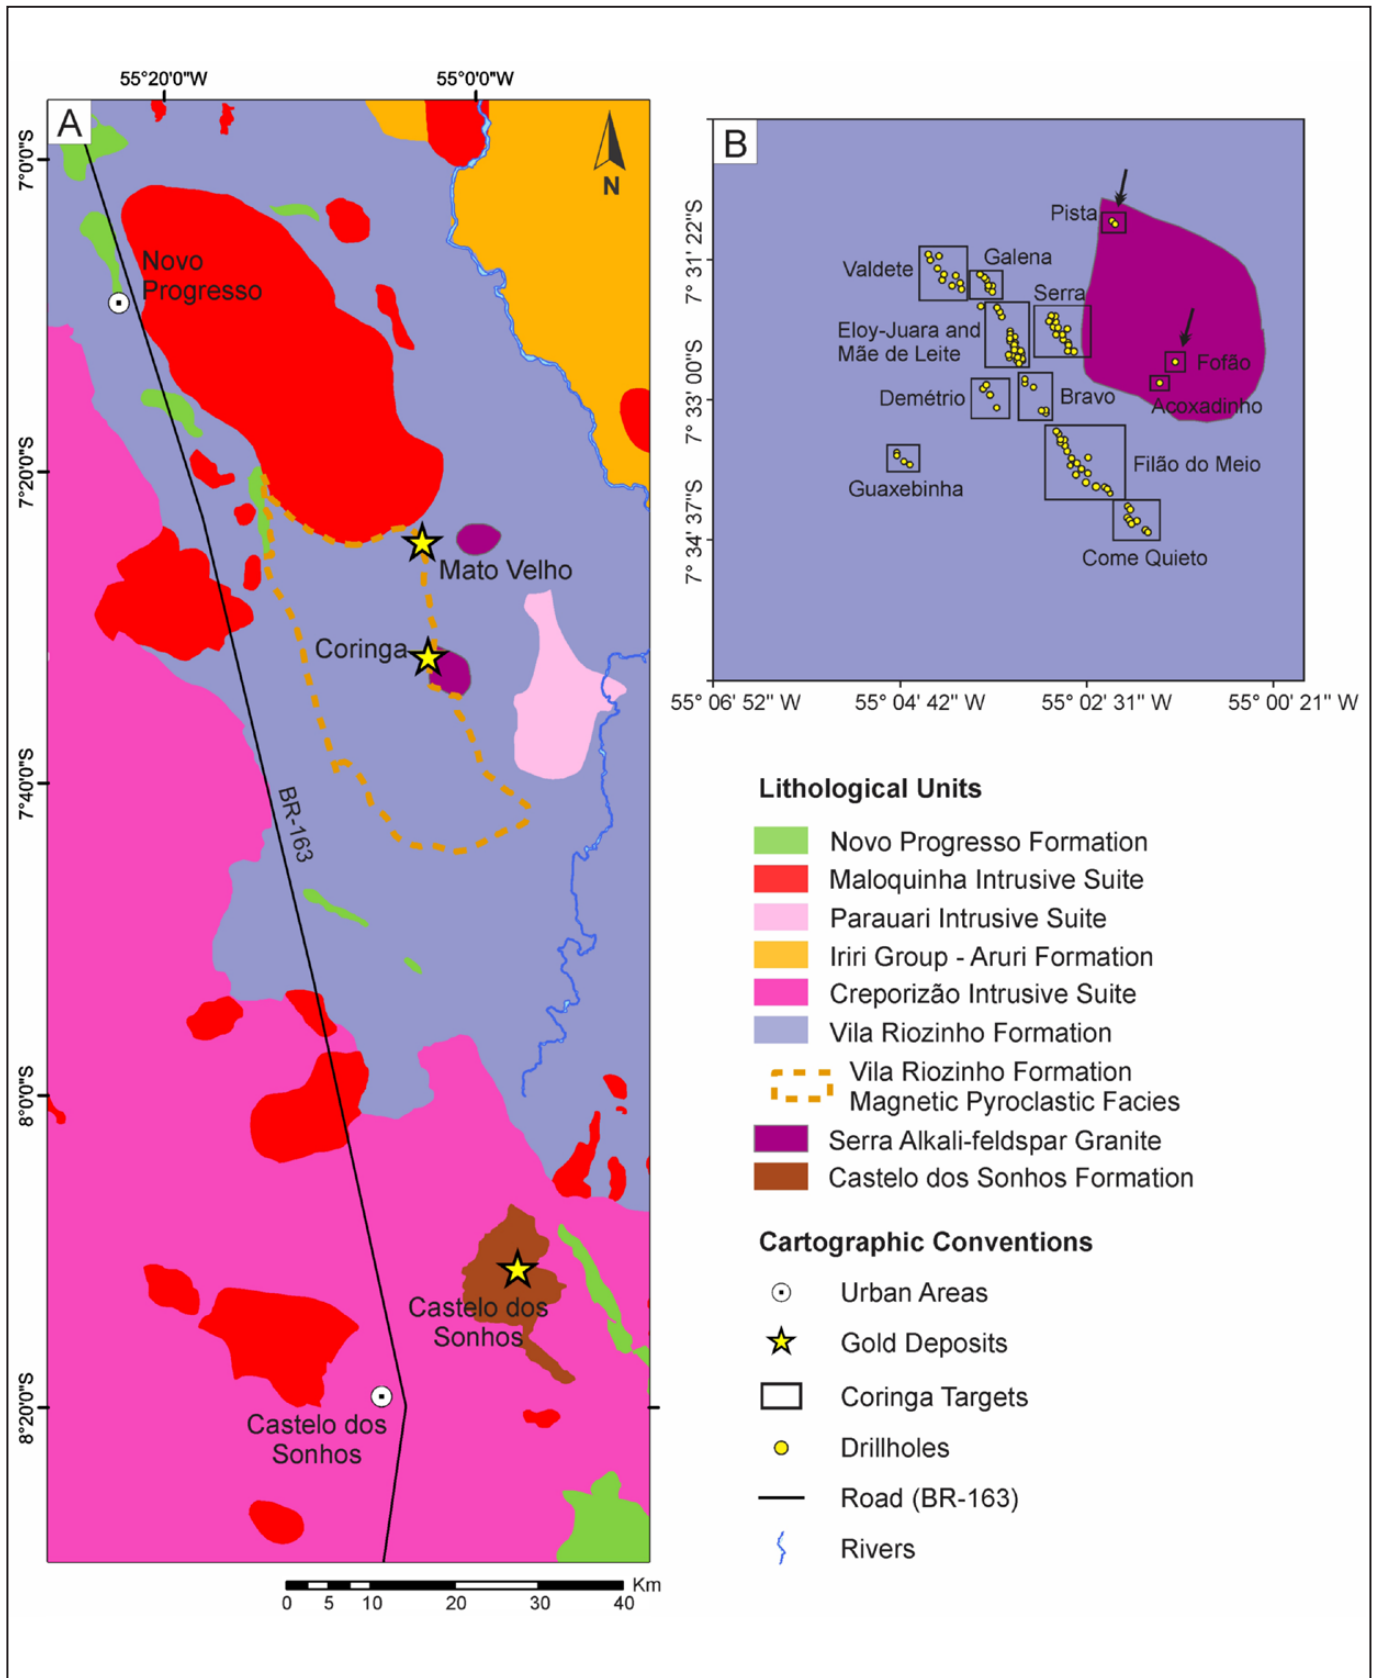 55°20'0"W
55°0'0"W
A
N
7°0'0"S
7°20'0"S
7°40'0"S
8°0'0"S
8°20'0"S
Novo
Progresso
Mato Velho
Coringa
BR-163
Castelo dos
Sonhos
Castelo dos
Sonhos
0 5 10 20 30 40 Km
B
7° 31' 22"S
7° 33' 00"S
7° 34' 37"S
Pista
Valdete
Galena
Serra
Eloy-Juara and
Mãe de Leite
Fofão
Demétrio
Bravo
Acoxadinho
Filão do Meio
Guaxebinha
Come Quieto
55° 06' 52" W
55° 04' 42" W
55° 02' 31" W
55° 00' 21" W
Lithological Units
Novo Progresso Formation
Maloquinha Intrusive Suite
Parauari Intrusive Suite
Iriri Group - Aruri Formation
Creporizão Intrusive Suite
Vila Riozinho Formation
Vila Riozinho Formation
Magnetic Pyroclastic Facies
Serra Alkali-feldspar Granite
Castelo dos Sonhos Formation
Cartographic Conventions
Urban Areas
Gold Deposits
Coringa Targets
Drillholes
Road (BR-163)
Rivers